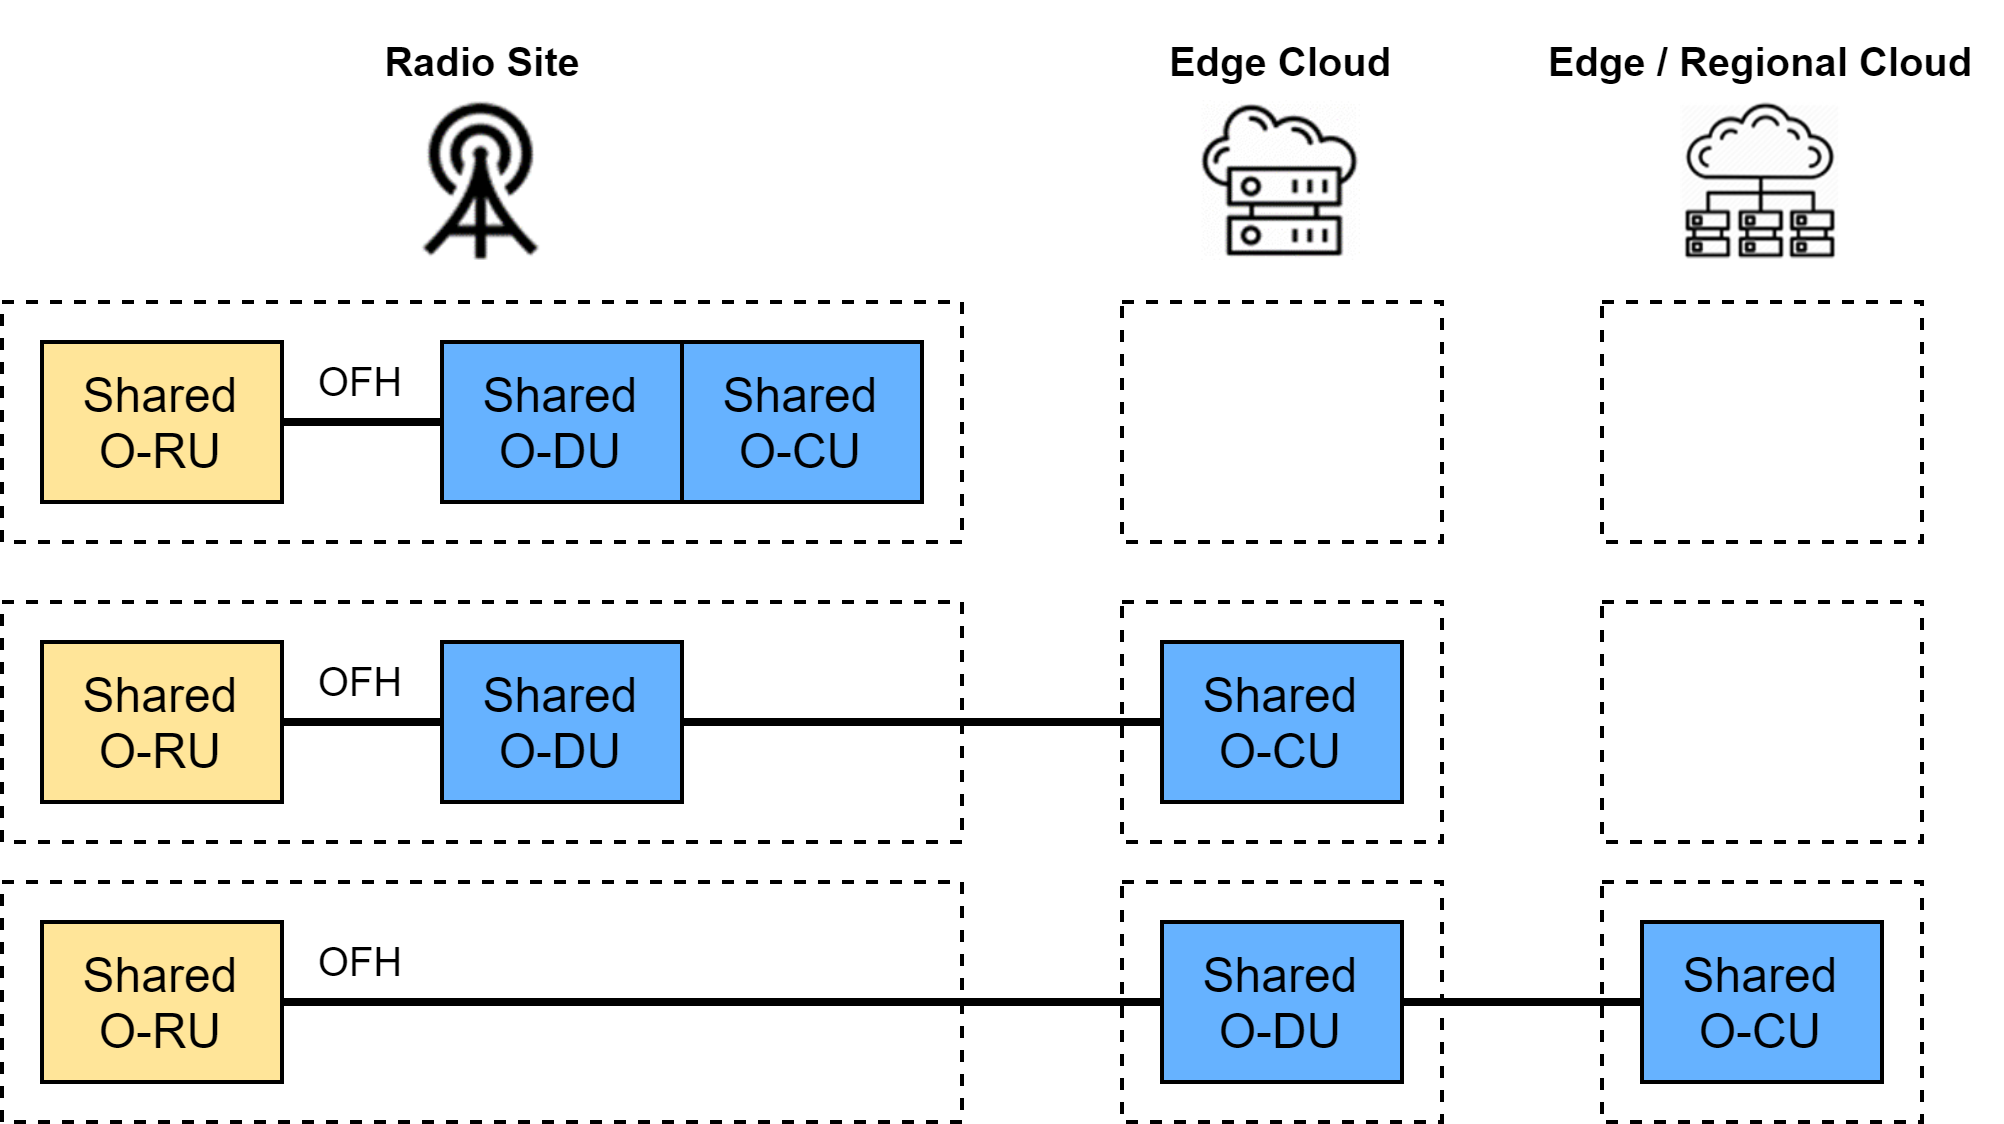 Radio Site
Edge Cloud
Edge / Regional Cloud
Shared
O-RU
OFH
Shared
O-DU
Shared
O-CU
Shared
O-RU
OFH
Shared
O-DU
Shared
O-CU
Shared
O-RU
OFH
Shared
O-DU
Shared
O-CU